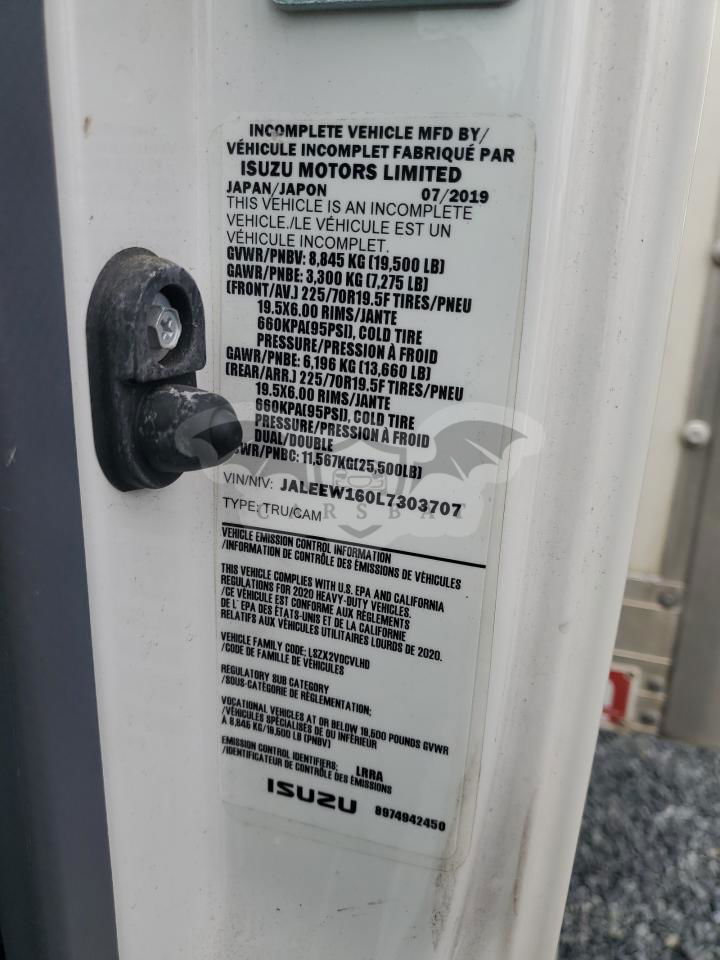 INCOMPLETE VEHICLE MFD BY/
VÉHICULE INCOMPLET FABRIQUÉ PAR
ISUZU MOTORS LIMITED
JAPAN/JAPON 07/2019
THIS VEHICLE IS AN INCOMPLETE
VEHICLE./LE VÉHICULE EST UN
VÉHICULE INCOMPLET.
GVWR/PNBV: 8,845 KG (19,500 LB)
GAWR/PNBE: 3,300 KG (7,275 LB)
(FRONT/AV.) 225/70R19.5F TIRES/PNEU
19.5X6.00 RIMS/JANTE
660KPA(95PSI), COLD TIRE
PRESSURE/PRESSION À FROID
GAWR/PNBE: 6,196 KG (13,660 LB)
(REAR/ARR.) 225/70R19.5F TIRES/PNEU
19.5X6.00 RIMS/JANTE
660KPA(95PSI), COLD TIRE
PRESSURE/PRESSION À FROID
DUAL/DOUBLE
WR/PNBC: 11,567KG(25,500LB)
VIN/NIV: JALEEW160L7303707
TYPE: TRU/CAM
CARSBAT
VEHICLE EMISSION CONTROL INFORMATION
/INFORMATION DE CONTRÔLE DES ÉMISSIONS DE VÉHICULES
THIS VEHICLE COMPLIES WITH U.S. EPA AND CALIFORNIA
REGULATIONS FOR 2020 HEAVY-DUTY VEHICLES.
/CE VÉHICULE EST CONFORME AUX RÈGLEMENTS
DE L' EPA DES ÉTATS-UNIS ET DE LA CALIFORNIE
RELATIFS AUX VÉHICULES UTILITAIRES LOURDS DE 2020.
VEHICLE FAMILY CODE: LSZX2VOCVLHD
/CODE DE FAMILLE DE VÉHICULES
REGULATORY SUB CATEGORY
/SOUS-CATÉGORIE DE RÈGLEMENTATION;
VOCATIONAL VEHICLES AT OR BELOW 19,500 POUNDS GVWR
/VÉHICULES SPÉCIALISÉS DE OU INFÉRIEUR
À 8,845 KG/19,500 LB (PNBV)
EMISSION CONTROL IDENTIFIERS; LRRA
/IDENTIFICATEUR DE CONTRÔLE DES ÉMISSIONS
ISUZU 8974942450